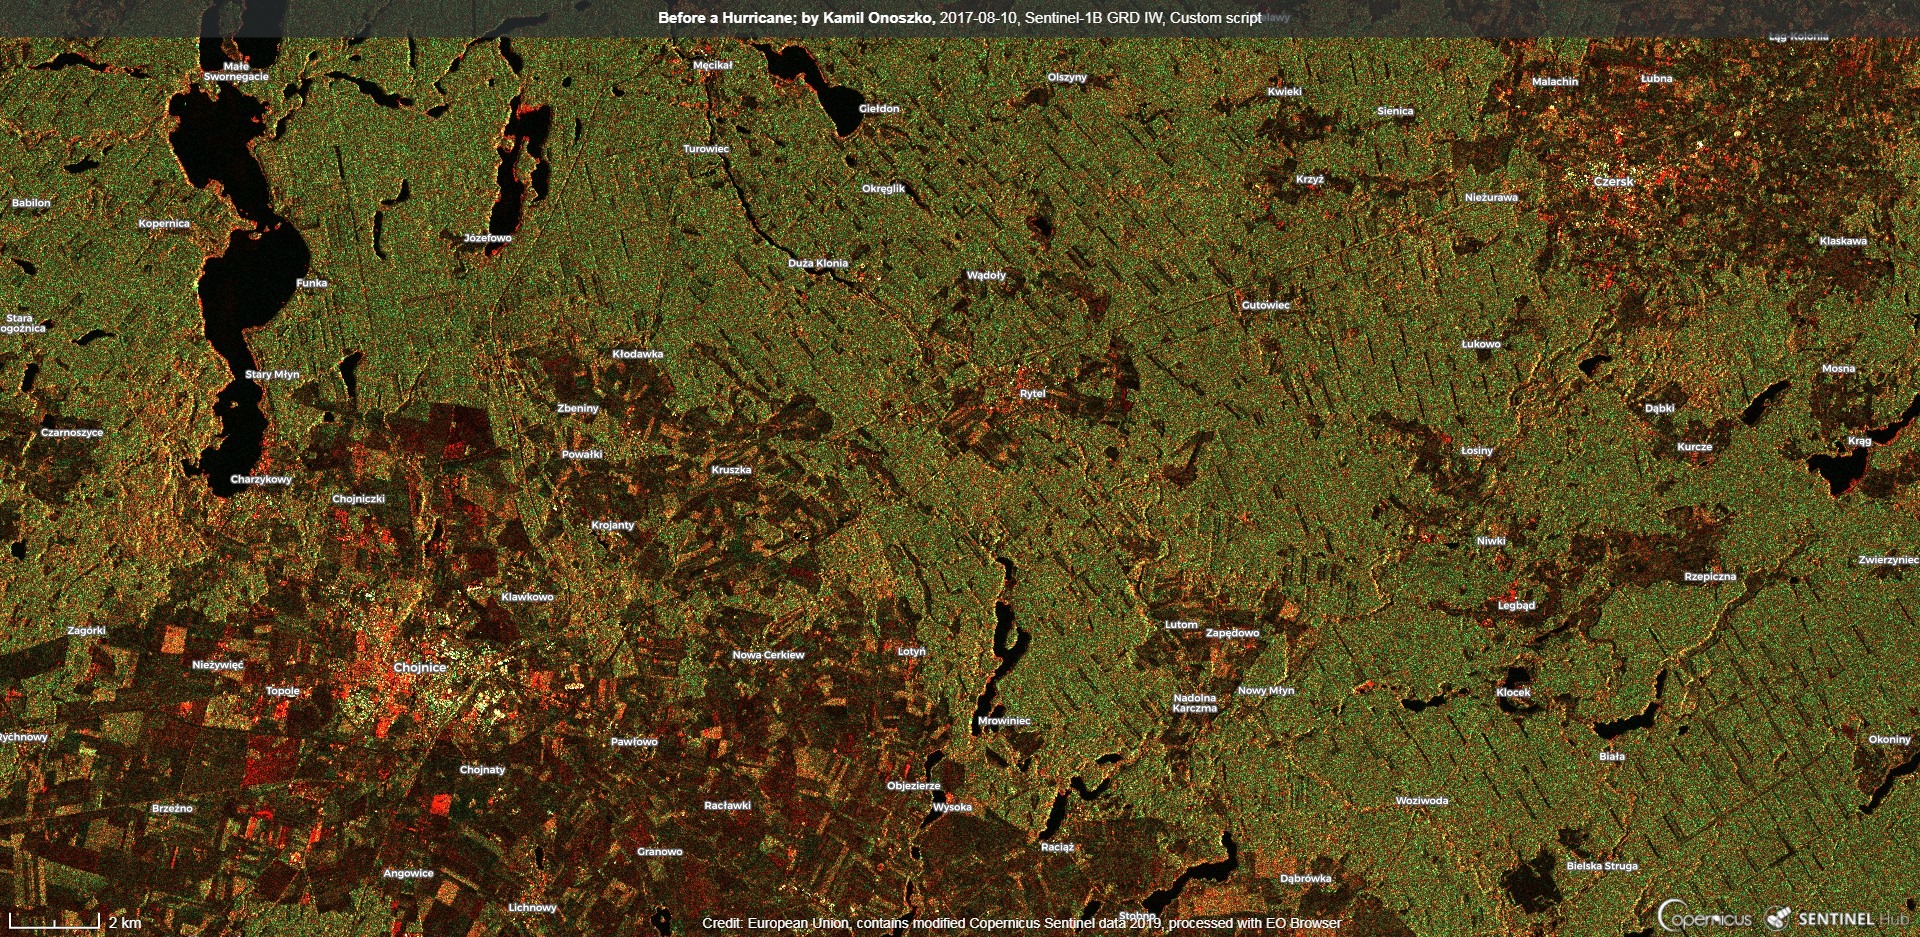 Before a Hurricane; by Kamil Onoszko, 2017-08-10, Sentinel-1B GRD IW, Custom script
Łąg-Kolonia
Małe
Swornegacie
Męcikał
Olszyny
Malachin
Łubna
Kwieki
Giełdon
Sienica
Turowiec
Krzyż
Czersk
Okręglik
Nieżurawa
Babilon
Kopernica
Józefowo
Klaskawa
Duża Klonia
Wądoły
Funka
Gutowiec
Stara
ogoźnica
Łukowo
Kłodawka
Mosna
Stary Młyn
Rytel
Zbeniny
Dąbki
Czarnoszyce
Krąg
Kurcze
Łosiny
Powałki
Kruszka
Charzykowy
Chojniczki
Krojanty
Niwki
Zwierzyniec
Rzepiczna
Klawkowo
Legbąd
Lutom
Zapędowo
Zagórki
Lotyń
Nowa Cerkiew
Nieżywięć
Chojnice
Topole
Nowy Młyn
Klocek
Nadolna
Karczma
Mrowiniec
Rychnowy
Pawłowo
Okoniny
Biała
Chojnaty
Objezierze
Woziwoda
Brzeźno
Racławki
Wysoka
Raciąż
Granowo
Bielska Struga
Angowice
Dąbrówka
Lichnowy
Stobno
2 km
Credit: European Union, contains modified Copernicus Sentinel data 2019, processed with EO Browser
Copernicus
SENTINEL Hub